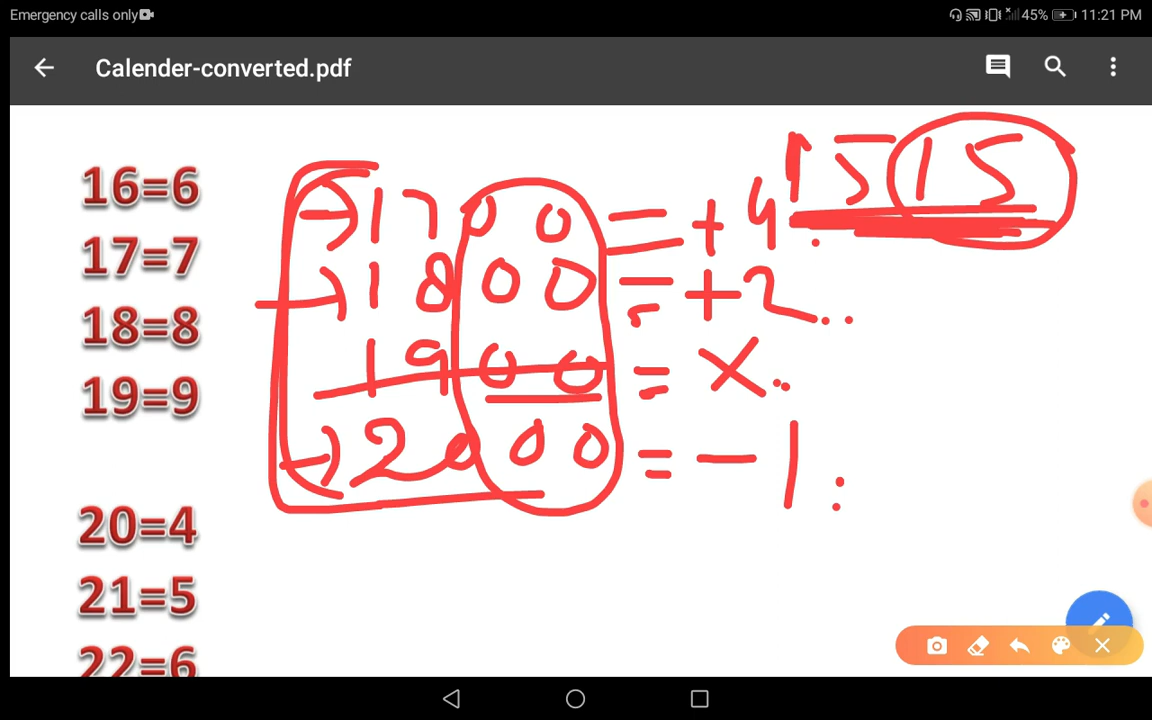 Emergency calls only
45% 11:21 PM
Calender-converted.pdf
16=6
17=7
18=8
19=9
20=4
21=5
22=6
1515
1700 = +4.
1800 = +2..
1900 = X..
2000 = -1: